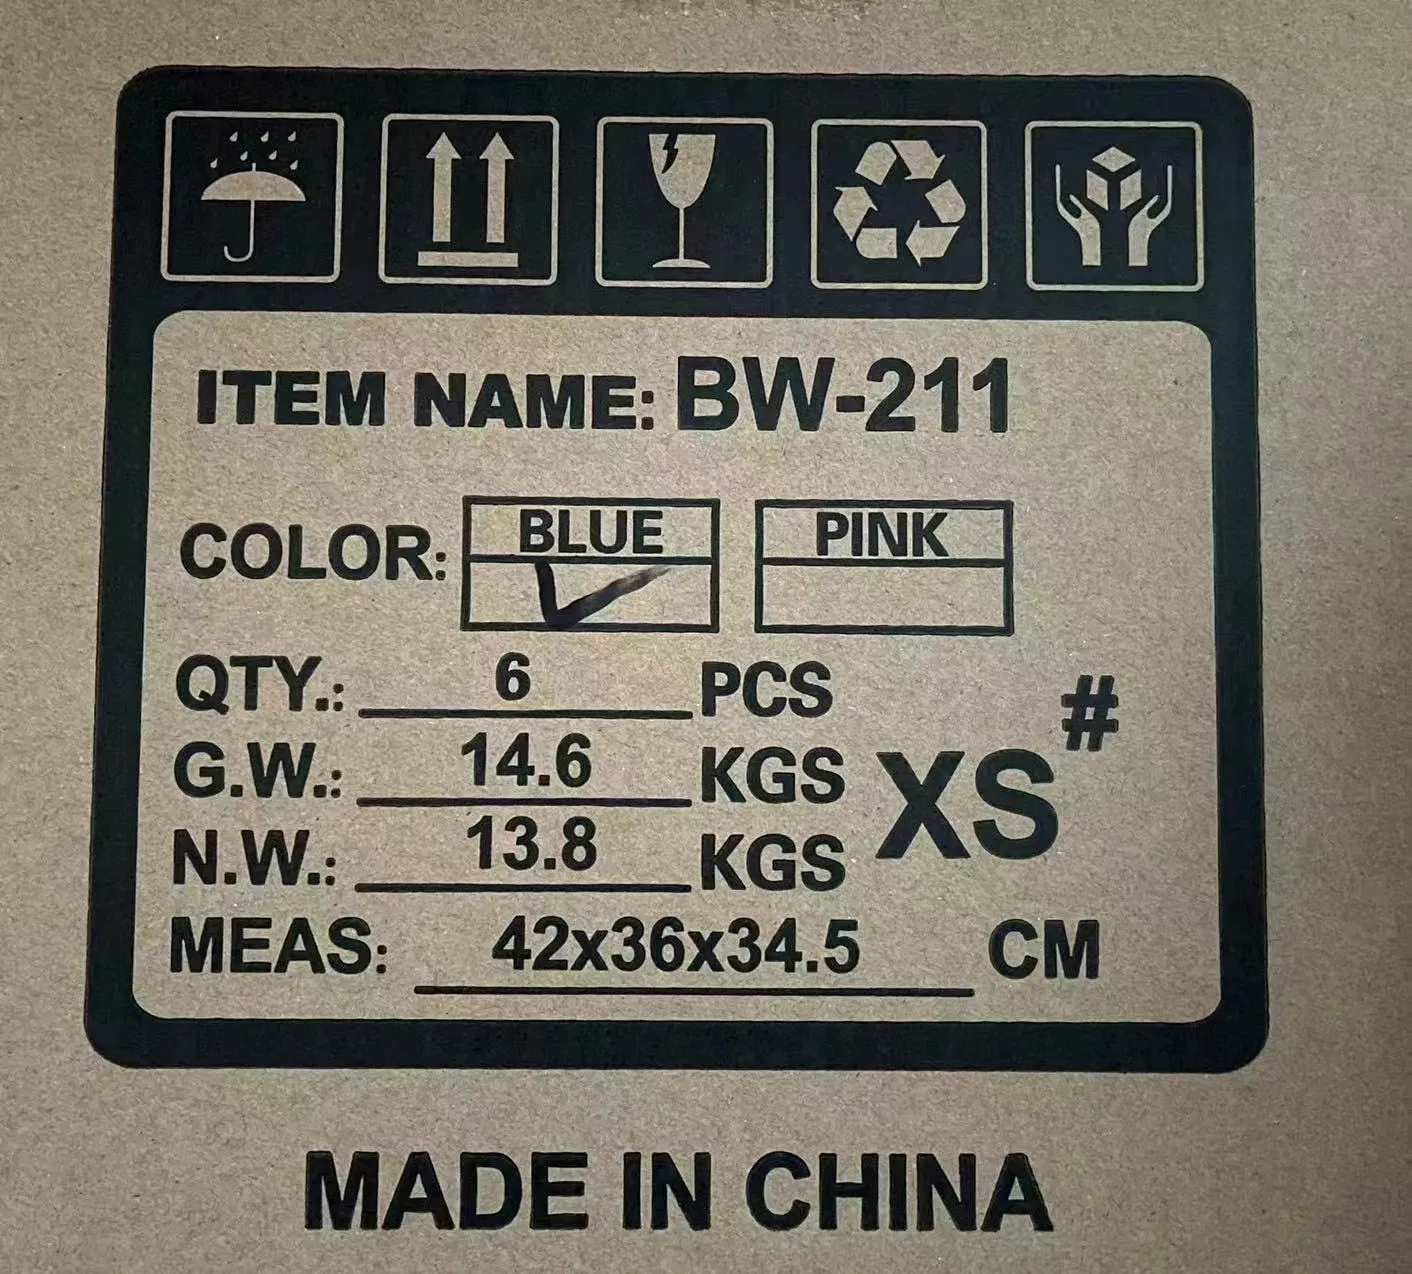 ITEM NAME: BW-211
COLOR: BLUE PINK
QTY.: 6 PCS
G.W.: 14.6 KGS
N.W.: 13.8 KGS
XS#
MEAS: 42x36x34.5 CM
MADE IN CHINA